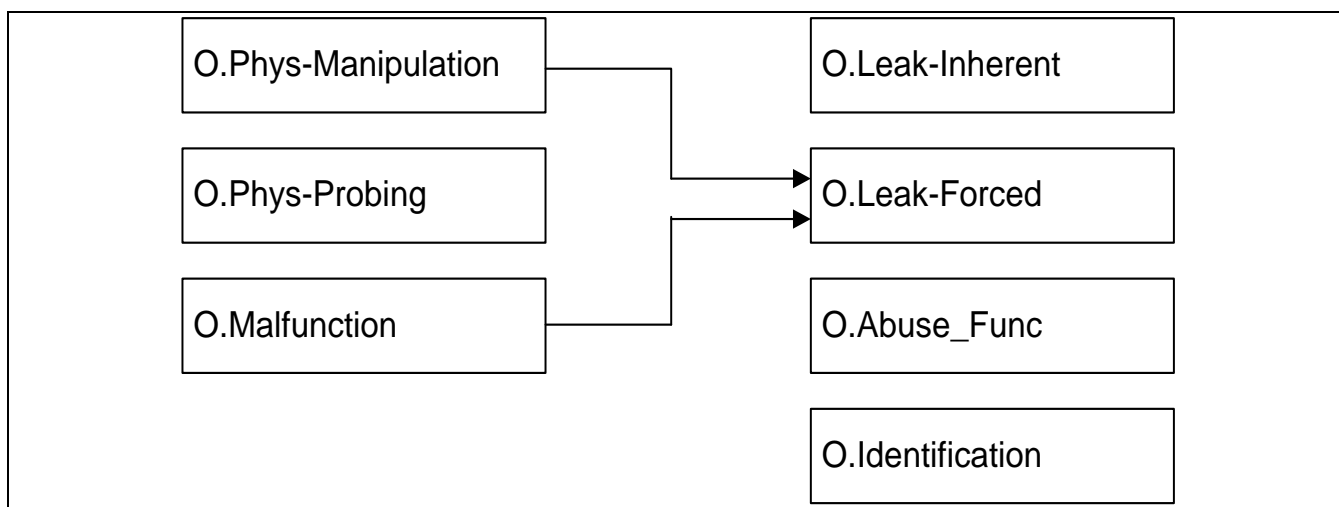 O.Phys-Manipulation
O.Leak-Inherent
O.Phys-Probing
O.Leak-Forced
O.Malfunction
O.Abuse_Func
O.Identification